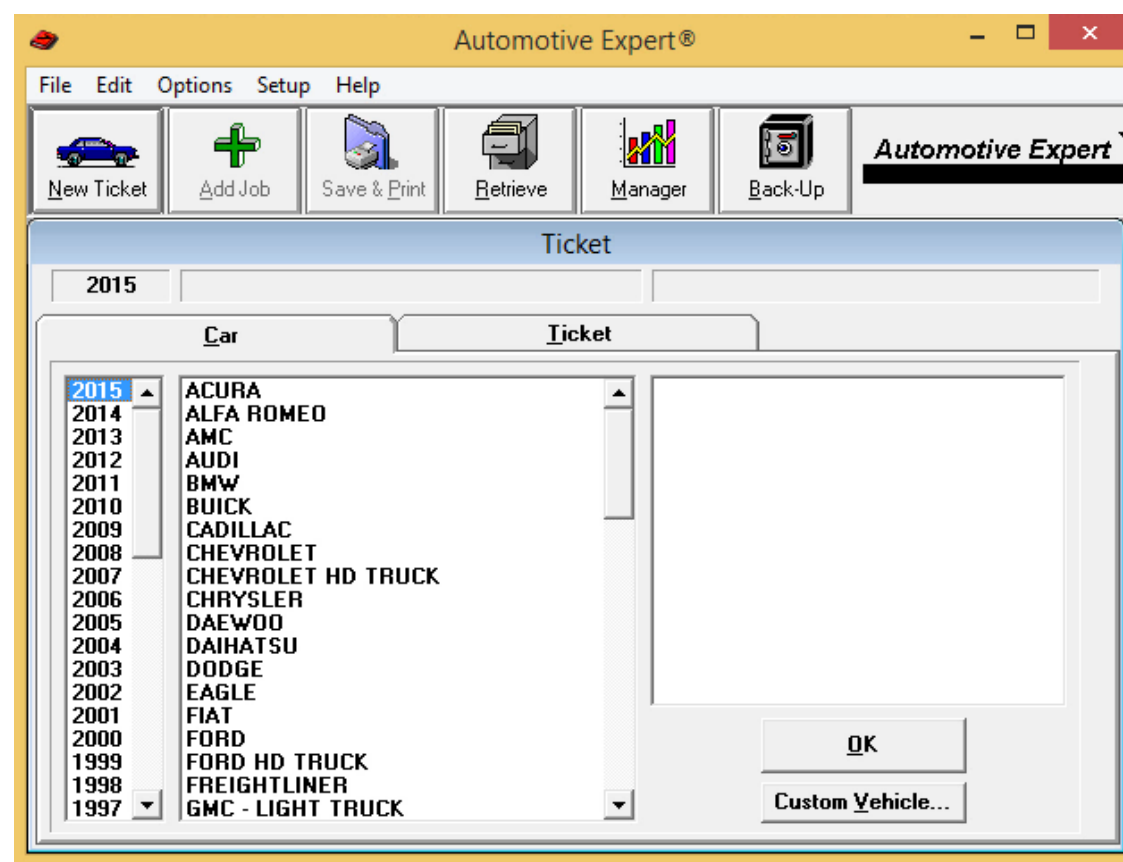 Automotive Expert®
File Edit Options Setup Help
New Ticket Add Job Save & Print Retrieve Manager Back-Up Automotive Expert
Ticket
2015
Car Ticket
2015 ACURA
2014 ALFA ROMEO
2013 AMC
2012 AUDI
2011 BMW
2010 BUICK
2009 CADILLAC
2008 CHEVROLET
2007 CHEVROLET HD TRUCK
2006 CHRYSLER
2005 DAEWOO
2004 DAIHATSU
2003 DODGE
2002 EAGLE
2001 FIAT
2000 FORD
1999 FORD HD TRUCK
1998 FREIGHTLINER
1997 GMC - LIGHT TRUCK
OK
Custom Vehicle...